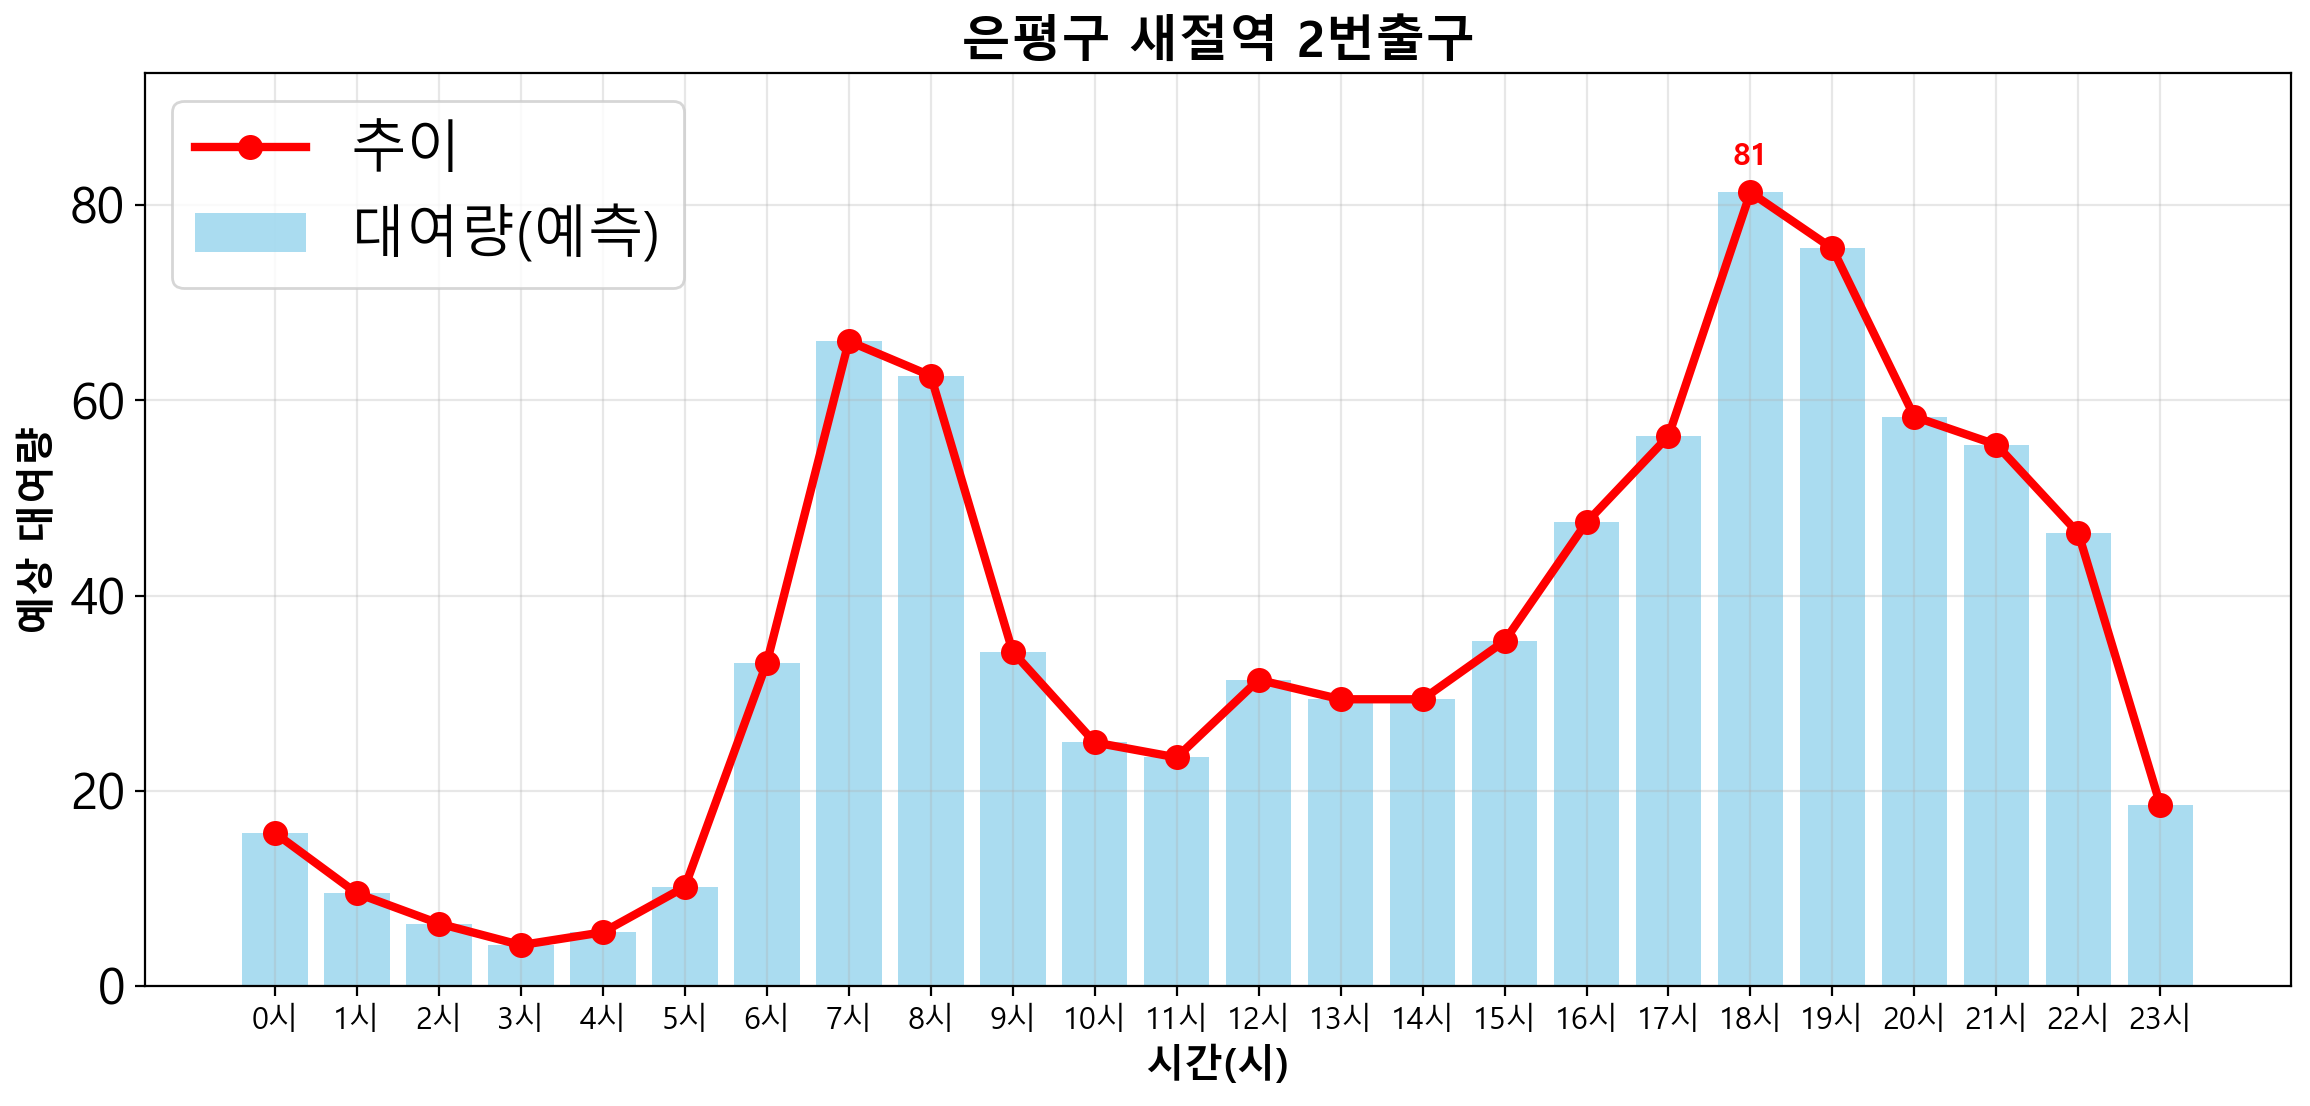 은평구 새절역 2번출구
추이
대여량(예측)
81
예상 대여량
80
60
40
20
0
0시 1시 2시 3시 4시 5시 6시 7시 8시 9시 10시 11시 12시 13시 14시 15시 16시 17시 18시 19시 20시 21시 22시 23시
시간(시)